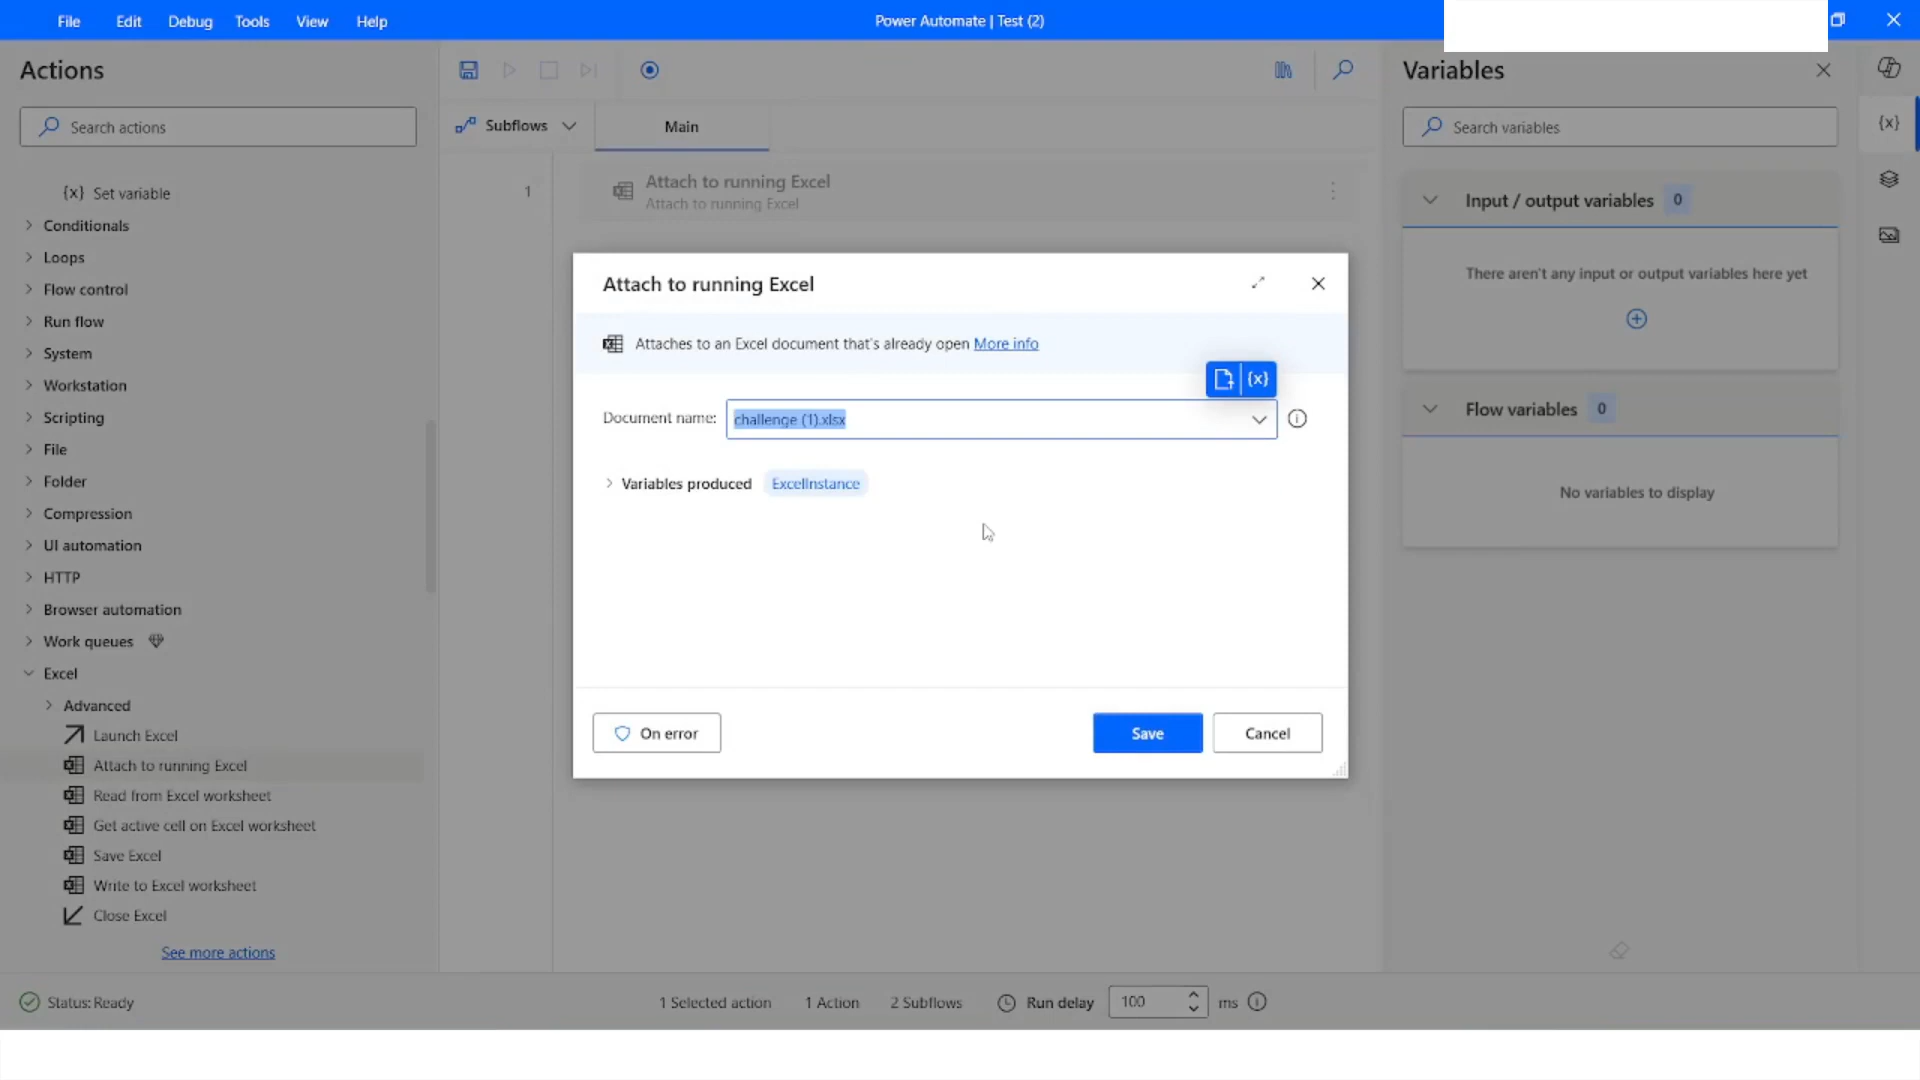 File Edit Debug Tools View Help
Power Automate | Test (2)
Actions
Search actions
{x} Set variable
Conditionals
Loops
Flow control
Run flow
System
Workstation
Scripting
File
Folder
Compression
UI automation
HTTP
Browser automation
Work queues
Excel
Advanced
Launch Excel
Attach to running Excel
Read from Excel worksheet
Get active cell on Excel worksheet
Save Excel
Write to Excel worksheet
Close Excel
See more actions
Subflows
Main
1
Attach to running Excel
Attach to running Excel
Attach to running Excel
Attaches to an Excel document that's already open More info
{x}
Document name: challenge (1).xlsx
Variables produced ExcelInstance
On error
Save
Cancel
Variables
Search variables
{x}
Input / output variables 0
There aren't any input or output variables here yet
Flow variables 0
No variables to display
Status: Ready
1 Selected action 1 Action 2 Subflows Run delay 100 ms